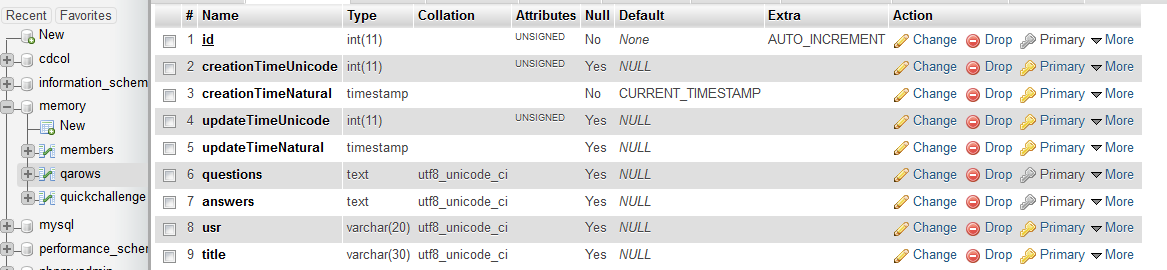 Recent Favorites
New
cdcol
information_schem
memory
New
members
qarows
quickchallenge
mysql
performance_schem
# Name Type Collation Attributes Null Default Extra Action
1 id int(11) UNSIGNED No None AUTO_INCREMENT Change Drop Primary More
2 creationTimeUnicode int(11) UNSIGNED Yes NULL Change Drop Primary More
3 creationTimeNatural timestamp No CURRENT_TIMESTAMP Change Drop Primary More
4 updateTimeUnicode int(11) UNSIGNED Yes NULL Change Drop Primary More
5 updateTimeNatural timestamp Yes NULL Change Drop Primary More
6 questions text utf8_unicode_ci Yes NULL Change Drop Primary More
7 answers text utf8_unicode_ci Yes NULL Change Drop Primary More
8 usr varchar(20) utf8_unicode_ci Yes NULL Change Drop Primary More
9 title varchar(30) utf8_unicode_ci Yes NULL Change Drop Primary More